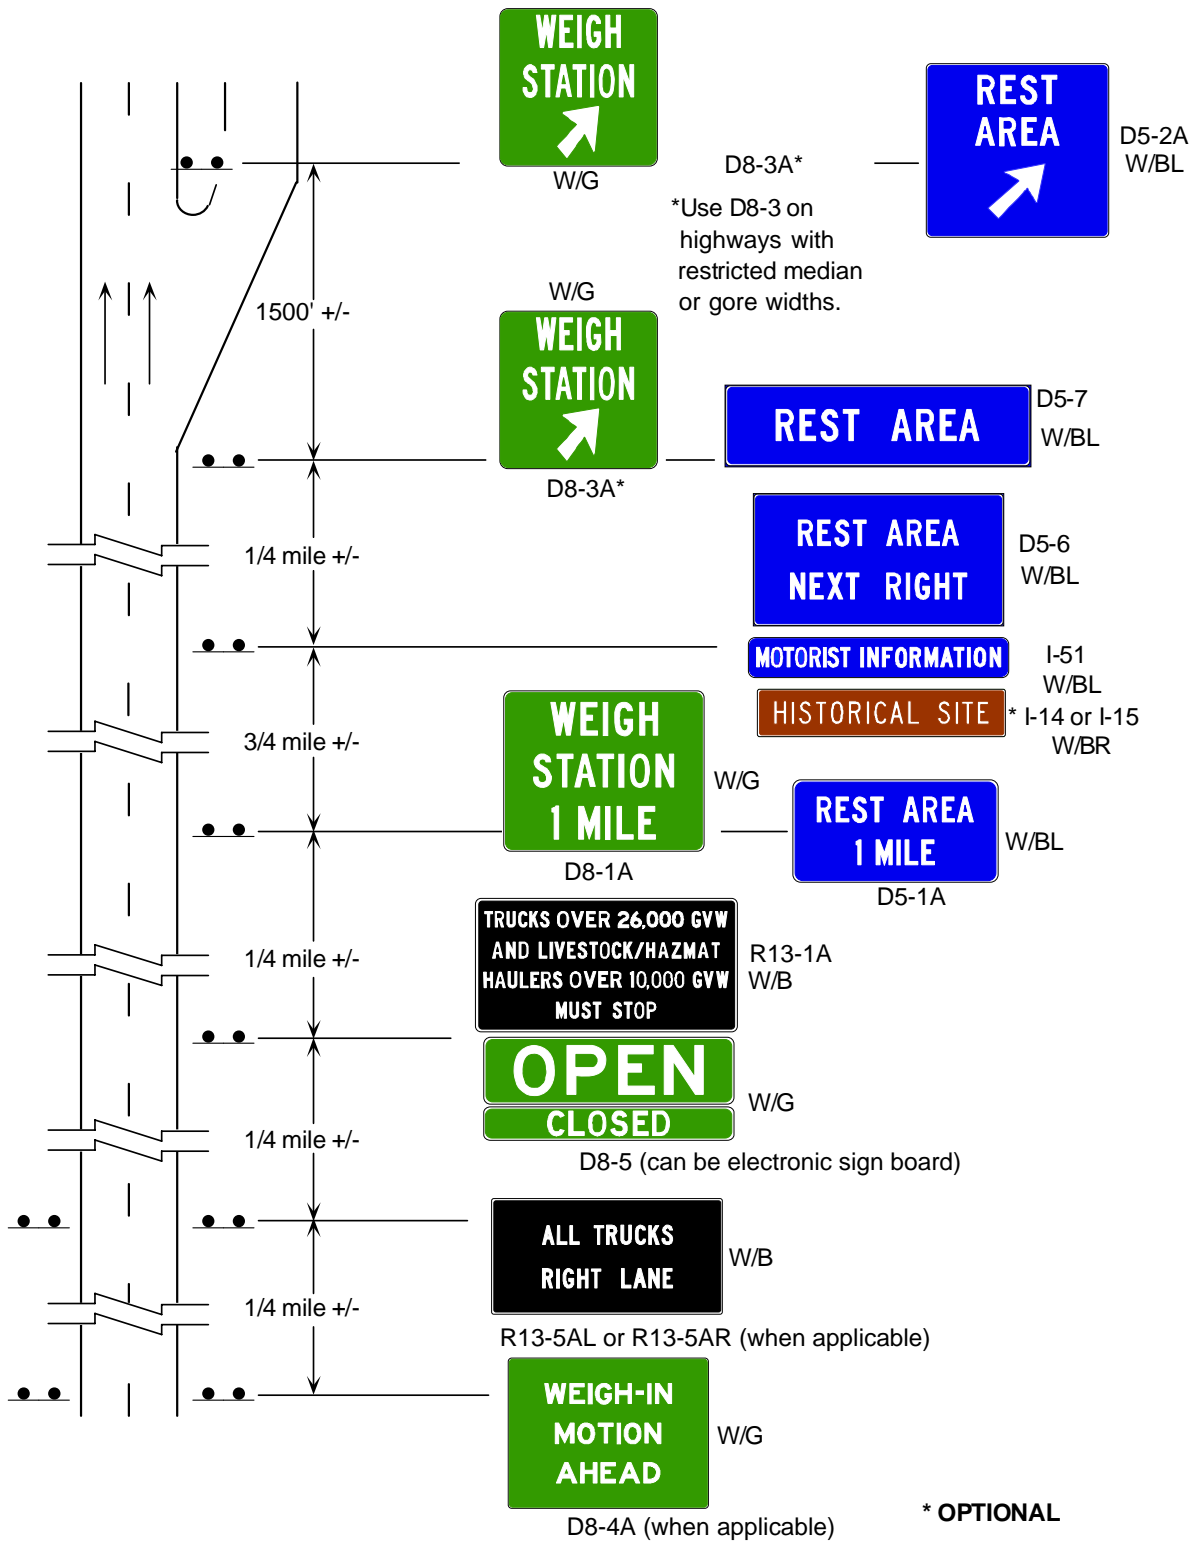 WEIGH
STATION
W/G
REST
AREA
D5-2A
W/BL
D8-3A*
*Use D8-3 on
highways with
restricted median
or gore widths.
1500' +/-
W/G
WEIGH
STATION
D8-3A*
REST AREA
D5-7
W/BL
1/4 mile +/-
REST AREA
NEXT RIGHT
D5-6
W/BL
MOTORIST INFORMATION
I-51
W/BL
HISTORICAL SITE
* I-14 or I-15
W/BR
3/4 mile +/-
WEIGH
STATION
1 MILE
W/G
D8-1A
REST AREA
1 MILE
W/BL
D5-1A
1/4 mile +/-
TRUCKS OVER 26,000 GVW
AND LIVESTOCK/HAZMAT
HAULERS OVER 10,000 GVW
MUST STOP
R13-1A
W/B
OPEN
CLOSED
W/G
D8-5 (can be electronic sign board)
1/4 mile +/-
ALL TRUCKS
RIGHT LANE
W/B
R13-5AL or R13-5AR (when applicable)
1/4 mile +/-
WEIGH-IN
MOTION
AHEAD
W/G
D8-4A (when applicable)
* OPTIONAL